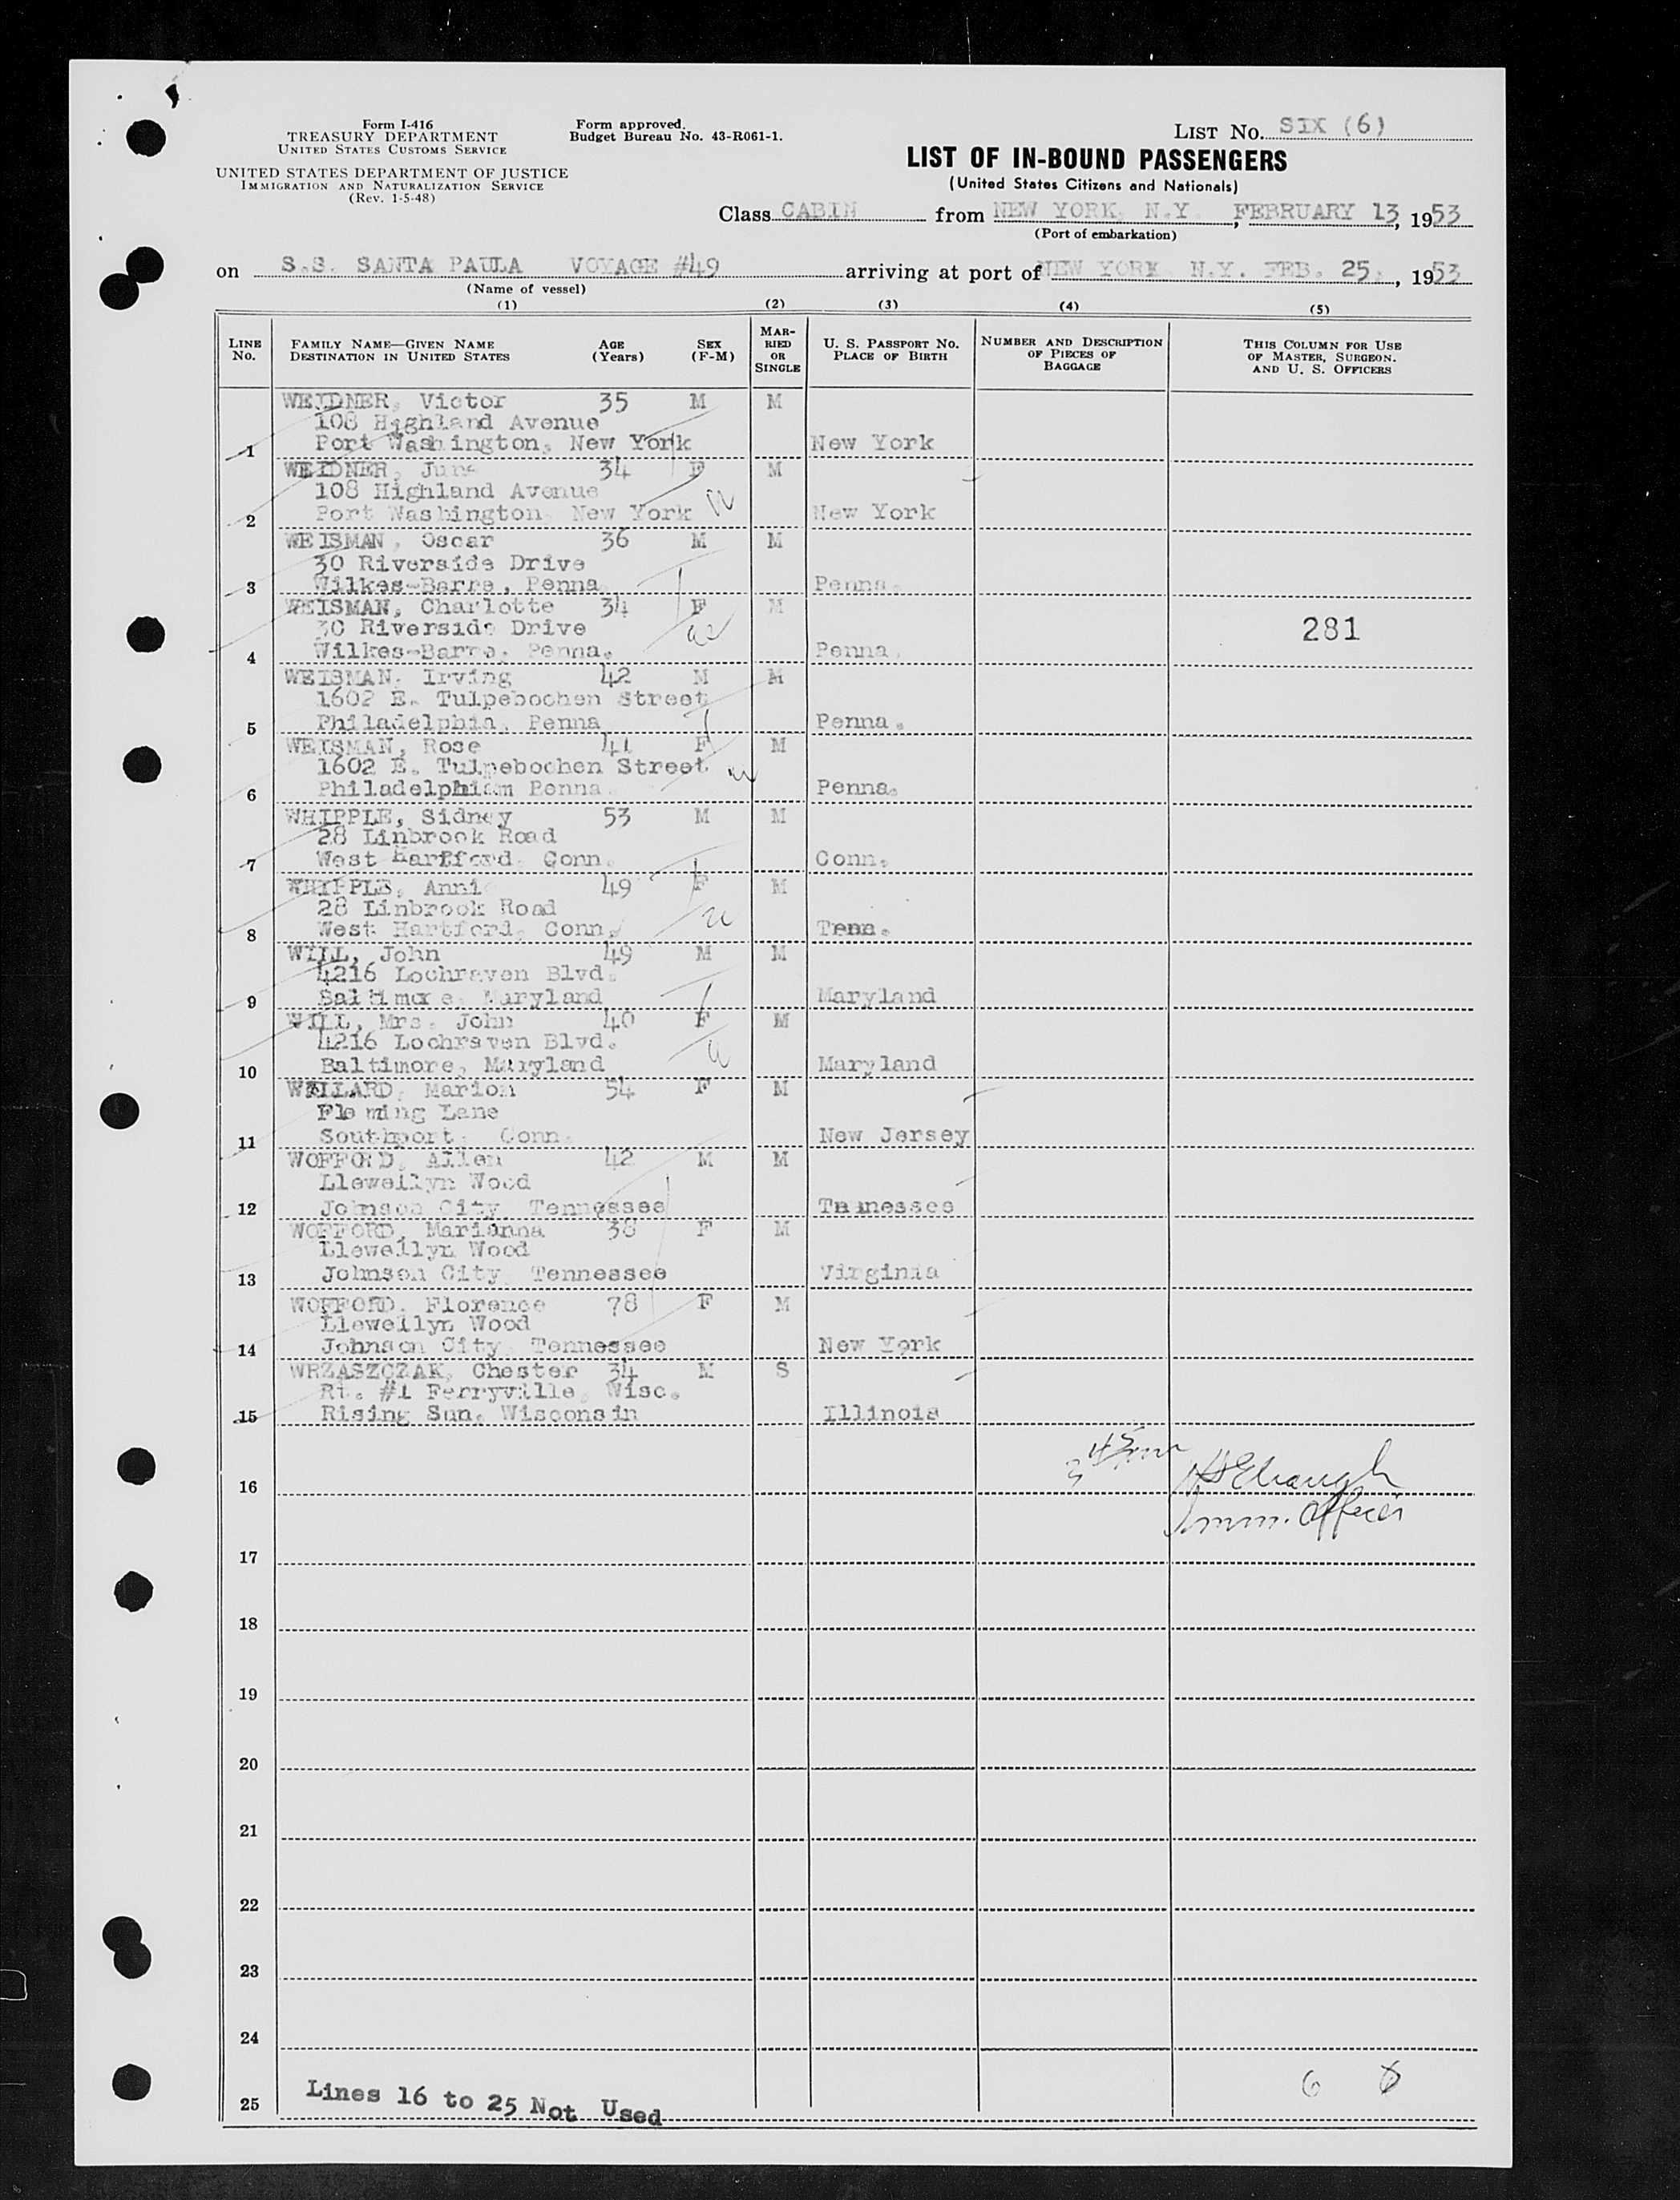 Form I-416
TREASURY DEPARTMENT
UNITED STATES CUSTOMS SERVICE
UNITED STATES DEPARTMENT OF JUSTICE
IMMIGRATION AND NATURALIZATION SERVICE
(Rev. 1-5-48)
Form approved.
Budget Bureau No. 43-R061-1.
LIST NO. SIX (6)
LIST OF IN-BOUND PASSENGERS
(United States Citizens and Nationals)
Class CABIN from NEW YORK, N.Y., FEBRUARY 13, 1953
(Port of embarkation)
on S.S. SANTA PAULA VOYAGE #49 arriving at port of NEW YORK N.Y. FEB. 25, 1953
(Name of vessel)
(1) (2) (3) (4) (5)
LINE NO.
FAMILY NAME—GIVEN NAME AGE SEX
DESTINATION IN UNITED STATES (Years) (F-M)
MARRIED OR SINGLE
U. S. PASSPORT NO.
PLACE OF BIRTH
NUMBER AND DESCRIPTION OF PIECES OF BAGGAGE
THIS COLUMN FOR USE OF MASTER, SURGEON. AND U. S. OFFICERS
WEIDNER, Victor 35 M M
108 Highland Avenue
1 Port Washington, New York New York
WEIDNER, June 34 F M
108 Highland Avenue
2 Port Washington New York New York
WEISMAN, Oscar 36 M M
30 Riverside Drive
3 Wilkes-Barre, Penna. Penna.
WEISMAN, Charlotte 34 F M
30 Riverside Drive 281
4 Wilkes-Barre, Penna. Penna.
WEISMAN, Irving 42 M M
1602 E. Tulpebochen Street
5 Philadelphia, Penna Penna.
WEISMAN, Rose 41 F M
1602 E. Tulpebochen Street
6 Philadelphiam Penna. Penna.
WHIPPLE, Sidney 53 M M
28 Linbrook Road
7 West Hartford, Conn. Conn.
WHIPPLE, Anni 49 F M
28 Linbrook Road
8 West Hartford, Conn. Tenn.
WILL, John 49 M M
4216 Lochraven Blvd.
9 Baltimore, Maryland Maryland
WILL, Mrs. John 40 F M
4216 Lochraven Blvd.
10 Baltimore, Maryland Maryland
WILLARD, Marion 54 F M
Fleming Lane
11 Southport, Conn. New Jersey
WOFFORD, Allen 42 M M
Llewellyn Wood
12 Johnson City, Tennessee Tennessee
WOFFORD, Marianna 38 F M
Llewellyn Wood
13 Johnson City, Tennessee Virginia
WOFFORD, Florence 78 F M
Llewellyn Wood
14 Johnson City, Tennessee New York
WRZASZCZAK, Chester 34 M S
Rt. #1 Ferryville, Wisc.
15 Rising Sun, Wisconsin Illinois
16
Imm. Officer
17
18
19
20
21
22
23
24
6
25 Lines 16 to 25 Not Used